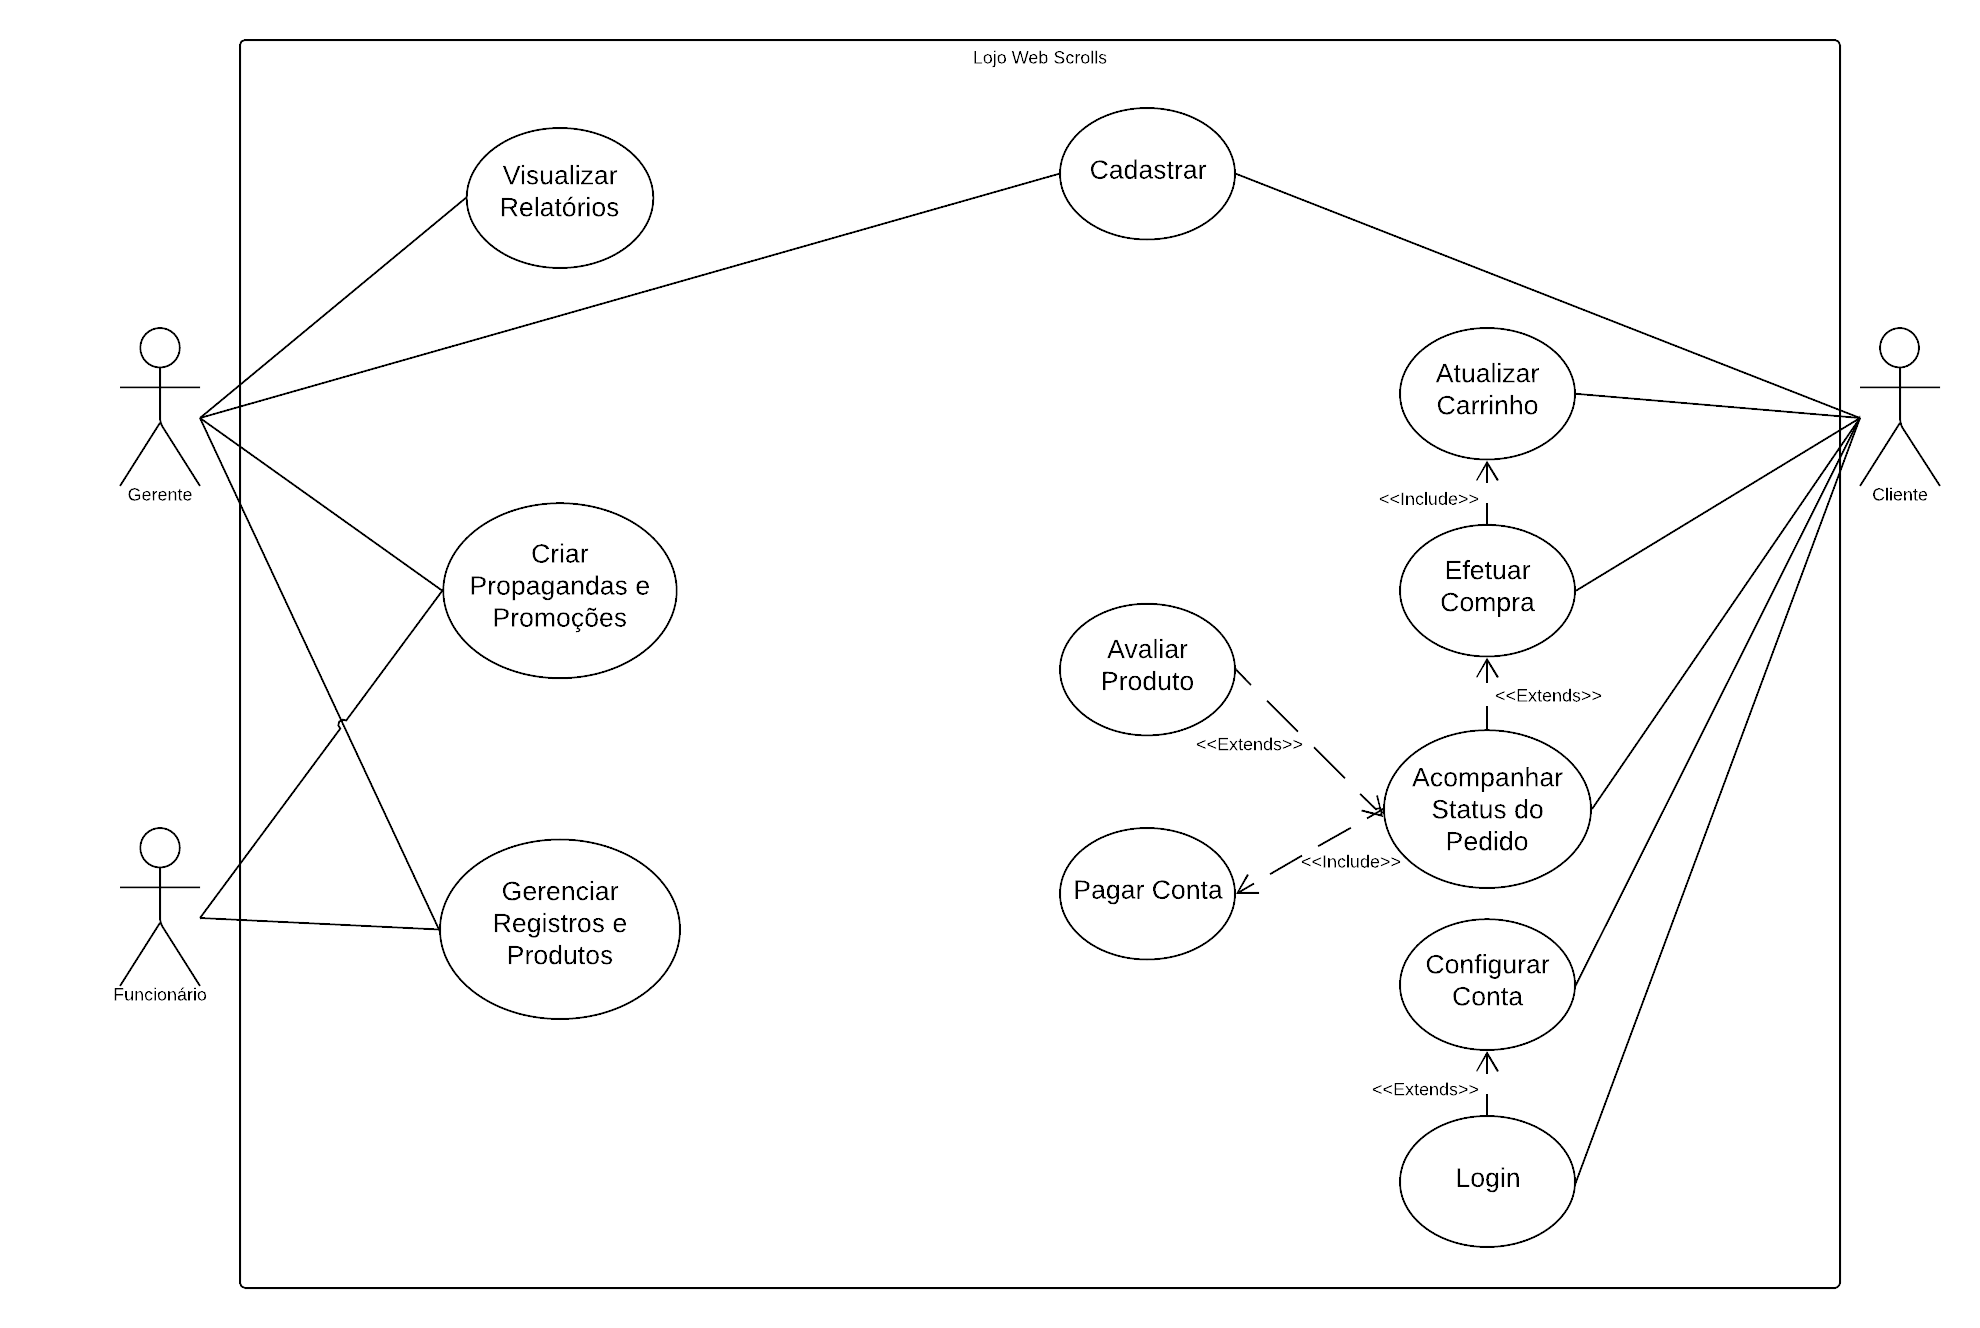 Lojo Web Scrolls
Visualizar
Relatórios
Cadastrar
Atualizar
Carrinho
Gerente
<<Include>>
Cliente
Criar
Propagandas e
Promoções
Efetuar
Compra
Avaliar
Produto
<<Extends>>
<<Extends>>
Acompanhar
Status do
Pedido
<<Include>>
Pagar Conta
Gerenciar
Registros e
Produtos
Funcionário
Configurar
Conta
<<Extends>>
Login